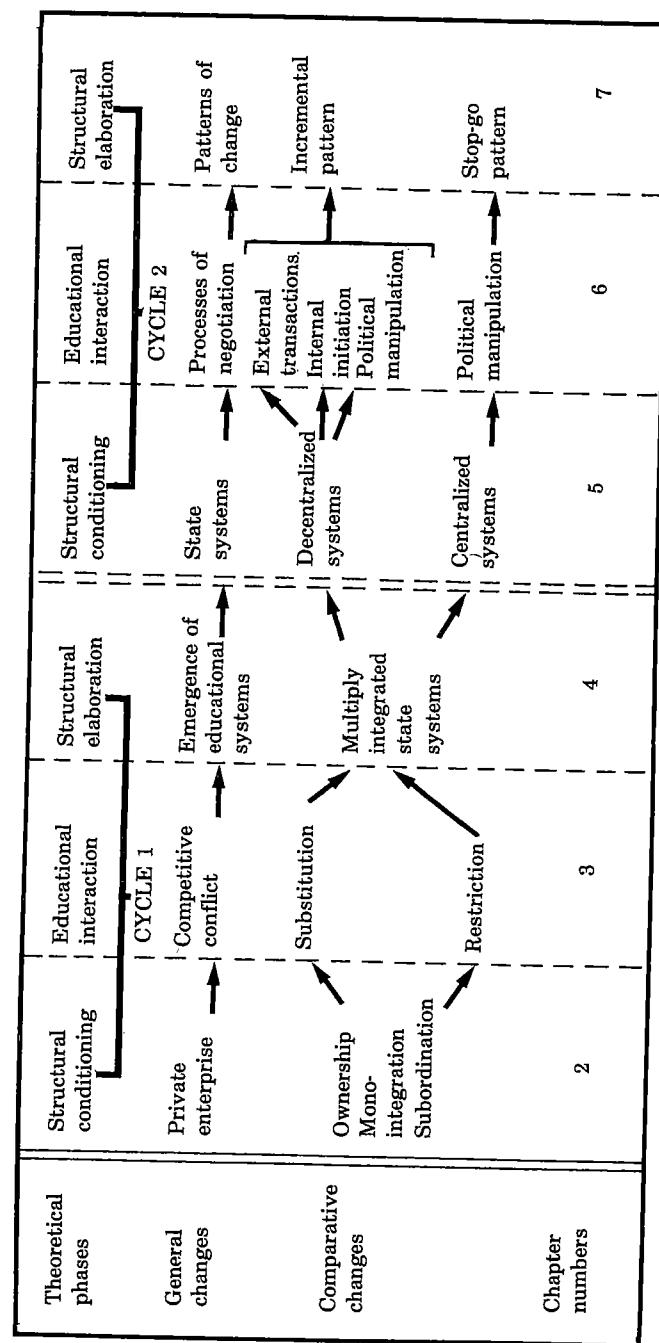 Theoretical
phases
Structural
conditioning
Educational
interaction
Structural
elaboration
Structural
conditioning
Educational
interaction
Structural
elaboration
CYCLE 1
CYCLE 2
General
changes
Private
enterprise
Competitive
conflict
Emergence of
educational
systems
State
systems
Processes of
negotiation
Patterns of
change
Comparative
changes
Ownership
Mono-
integration
Subordination
Substitution
Restriction
Multiply
integrated
state
systems
Decentralized
systems
Centralized
systems
External
transactions.
Internal
initiation
Political
manipulation
Political
manipulation
Incremental
pattern
Stop-go
pattern
Chapter
numbers
2
3
4
5
6
7